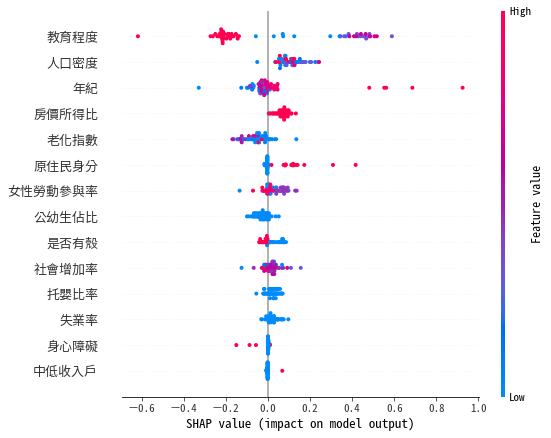 High
教育程度
人口密度
年紀
房價所得比
老化指數
原住民身分
女性勞動參與率
公幼生佔比
是否有殼
社會增加率
托嬰比率
失業率
身心障礙
中低收入戶
Feature value
Low
−0.6 −0.4 −0.2 0.0 0.2 0.4 0.6 0.8 1.0
SHAP value (impact on model output)